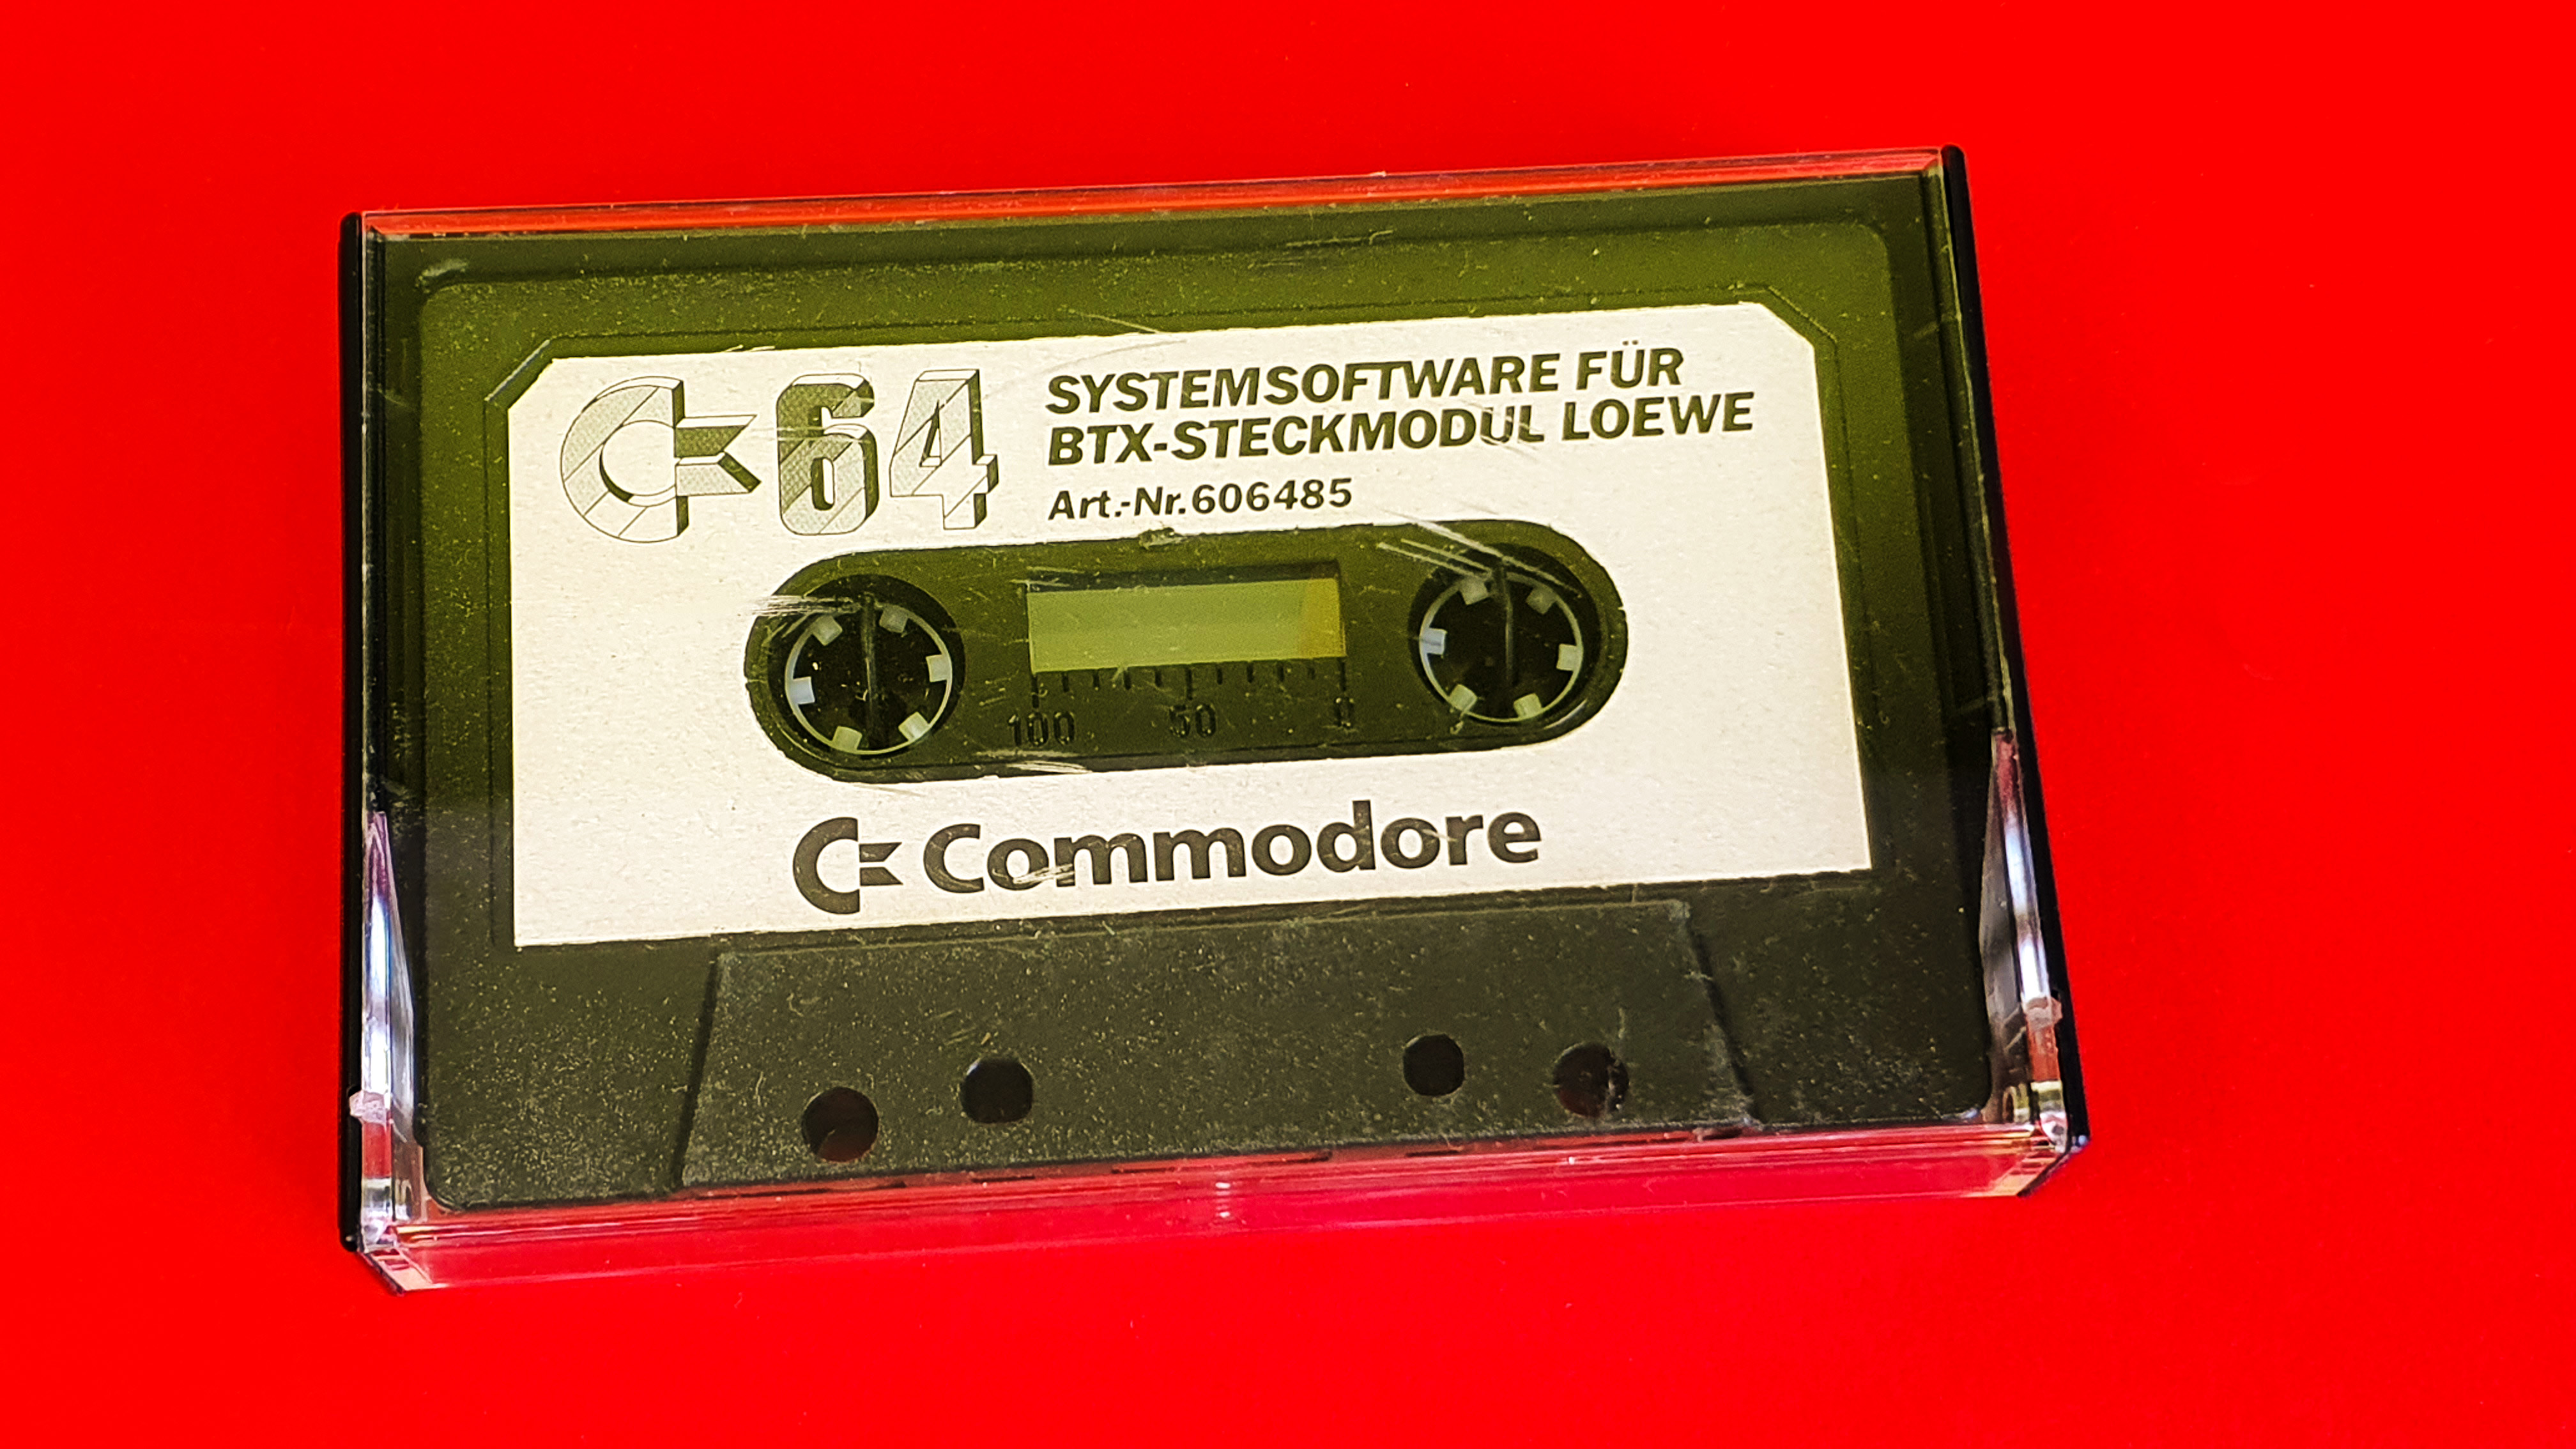 C=64
SYSTEMSOFTWARE FÜR
BTX-STECKMODUL LOEWE
Art.-Nr.606485
100 50 0
Commodore